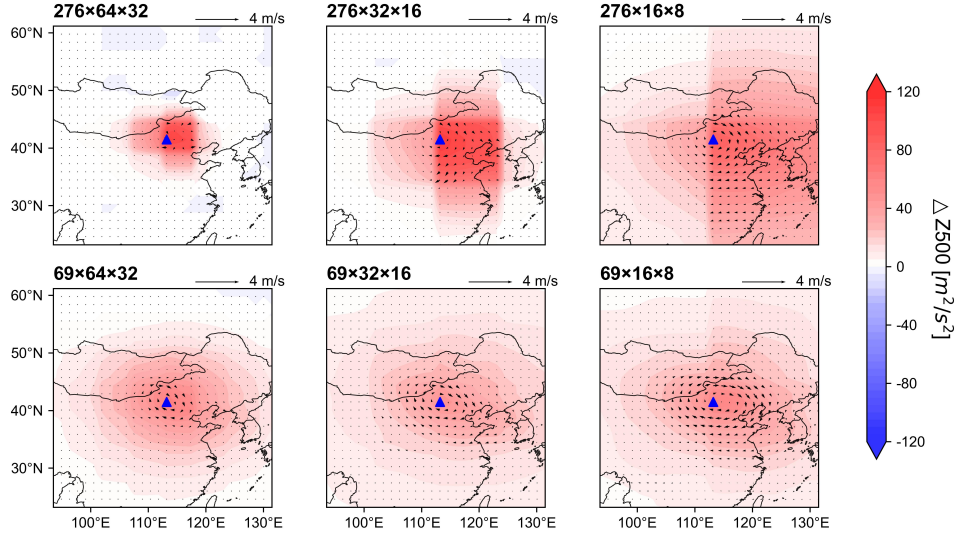 276×64×32
4 m/s
276×32×16
4 m/s
276×16×8
4 m/s
60°N
50°N
40°N
30°N
69×64×32
4 m/s
69×32×16
4 m/s
69×16×8
4 m/s
60°N
50°N
40°N
30°N
100°E 110°E 120°E 130°E
100°E 110°E 120°E 130°E
100°E 110°E 120°E 130°E
120
80
40
0
-40
-80
-120
△ Z500 [m²/s²]